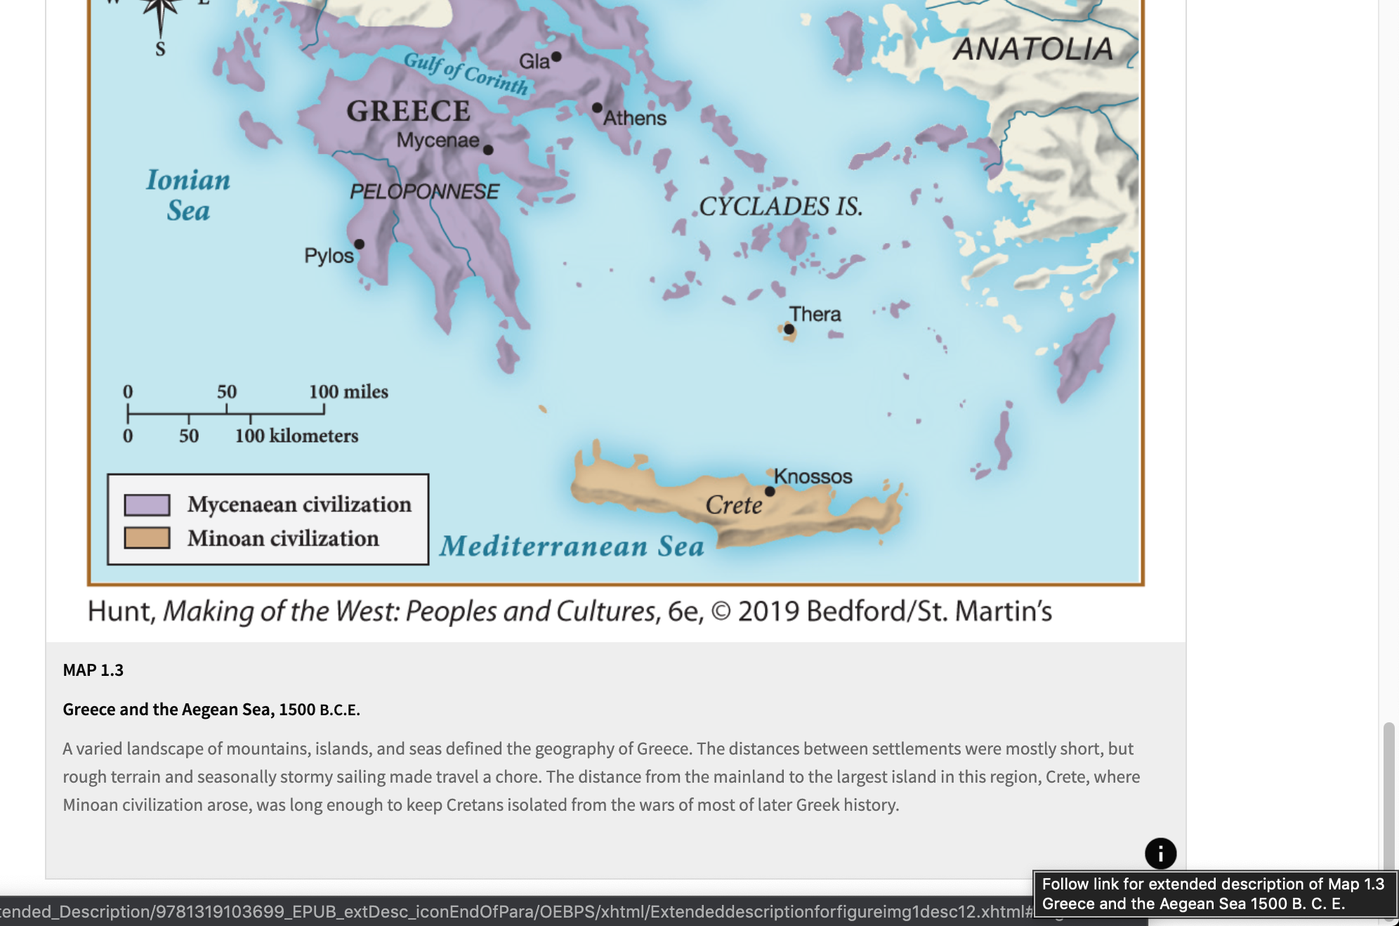 S
ANATOLIA
Gla
Gulf of Corinth
GREECE
Athens
Mycenae
Ionian
Sea
PELOPONNESE
CYCLADES IS.
Pylos
Thera
0 50 100 miles
0 50 100 kilometers
Knossos
Crete
Mycenaean civilization
Minoan civilization
Mediterranean Sea
Hunt, Making of the West: Peoples and Cultures, 6e, © 2019 Bedford/St. Martin’s
MAP 1.3
Greece and the Aegean Sea, 1500 B.C.E.
A varied landscape of mountains, islands, and seas defined the geography of Greece. The distances between settlements were mostly short, but
rough terrain and seasonally stormy sailing made travel a chore. The distance from the mainland to the largest island in this region, Crete, where
Minoan civilization arose, was long enough to keep Cretans isolated from the wars of most of later Greek history.
i
Follow link for extended description of Map 1.3
Greece and the Aegean Sea 1500 B. C. E.
tended_Description/9781319103699_EPUB_extDesc_iconEndOfPara/OEBPS/xhtml/Extendeddescriptionforfigureimg1desc12.xhtml#